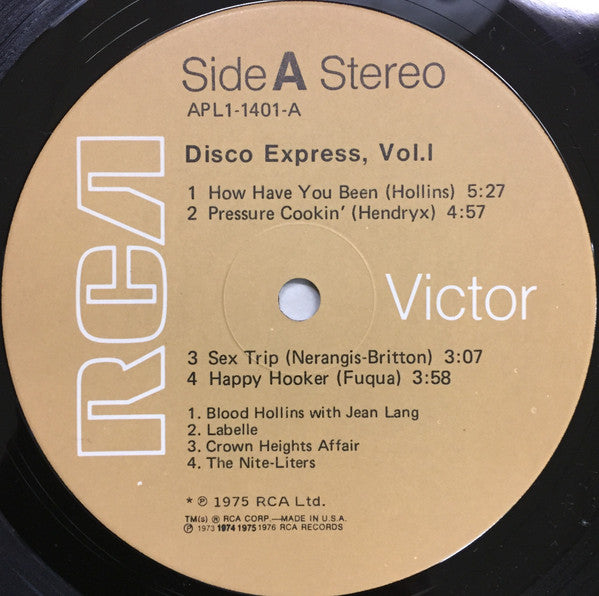 Side A Stereo
APL1-1401-A
Disco Express, Vol.I
1 How Have You Been (Hollins) 5:27
2 Pressure Cookin' (Hendryx) 4:57
RCA
Victor
3 Sex Trip (Nerangis-Britton) 3:07
4 Happy Hooker (Fuqua) 3:58
1. Blood Hollins with Jean Lang
2. Labelle
3. Crown Heights Affair
4. The Nite-Liters
* ℗ 1975 RCA Ltd.
TM(s) ® RCA CORP.—MADE IN U.S.A.
℗ 1973 1974 1975 1976 RCA RECORDS